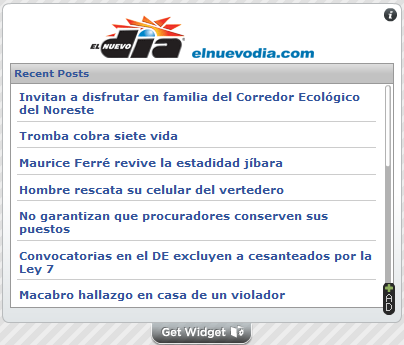 EL NUEVO
día
elnuevodia.com
Recent Posts
Invitan a disfrutar en familia del Corredor Ecológico
del Noreste
Tromba cobra siete vida
Maurice Ferré revive la estadidad jíbara
Hombre rescata su celular del vertedero
No garantizan que procuradores conserven sus
puestos
Convocatorias en el DE excluyen a cesanteados por la
Ley 7
Macabro hallazgo en casa de un violador
AD
Get Widget